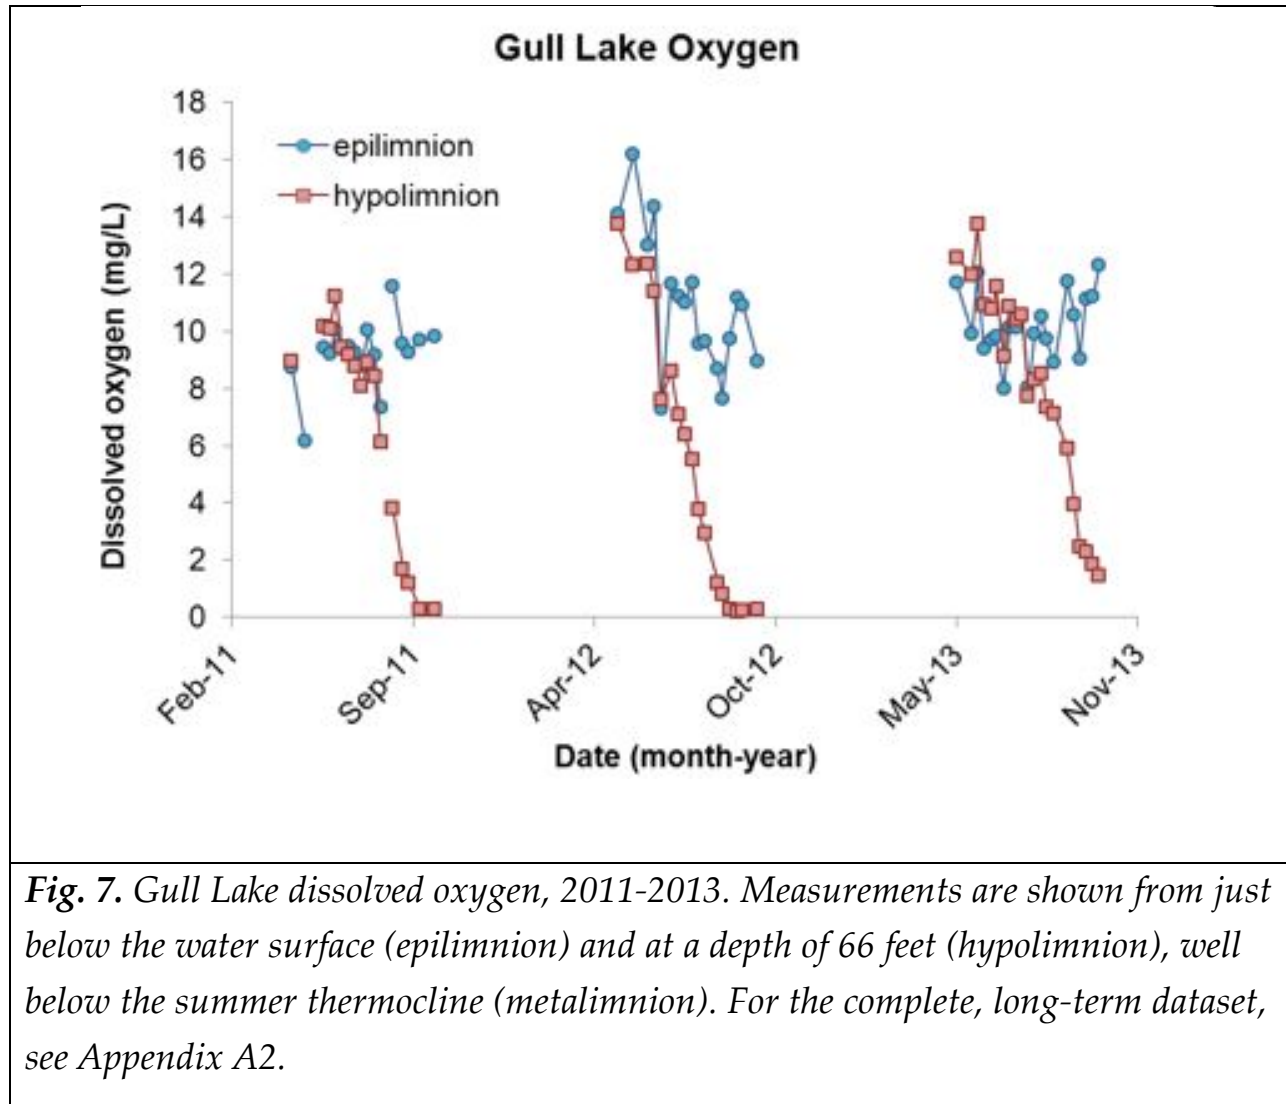 Gull Lake Oxygen
18
16
14
12
10
8
6
4
2
0
epilimnion
hypolimnion
Dissolved oxygen (mg/L)
Feb-11
Sep-11
Apr-12
Oct-12
May-13
Nov-13
Date (month-year)
Fig. 7. Gull Lake dissolved oxygen, 2011-2013. Measurements are shown from just
below the water surface (epilimnion) and at a depth of 66 feet (hypolimnion), well
below the summer thermocline (metalimnion). For the complete, long-term dataset,
see Appendix A2.